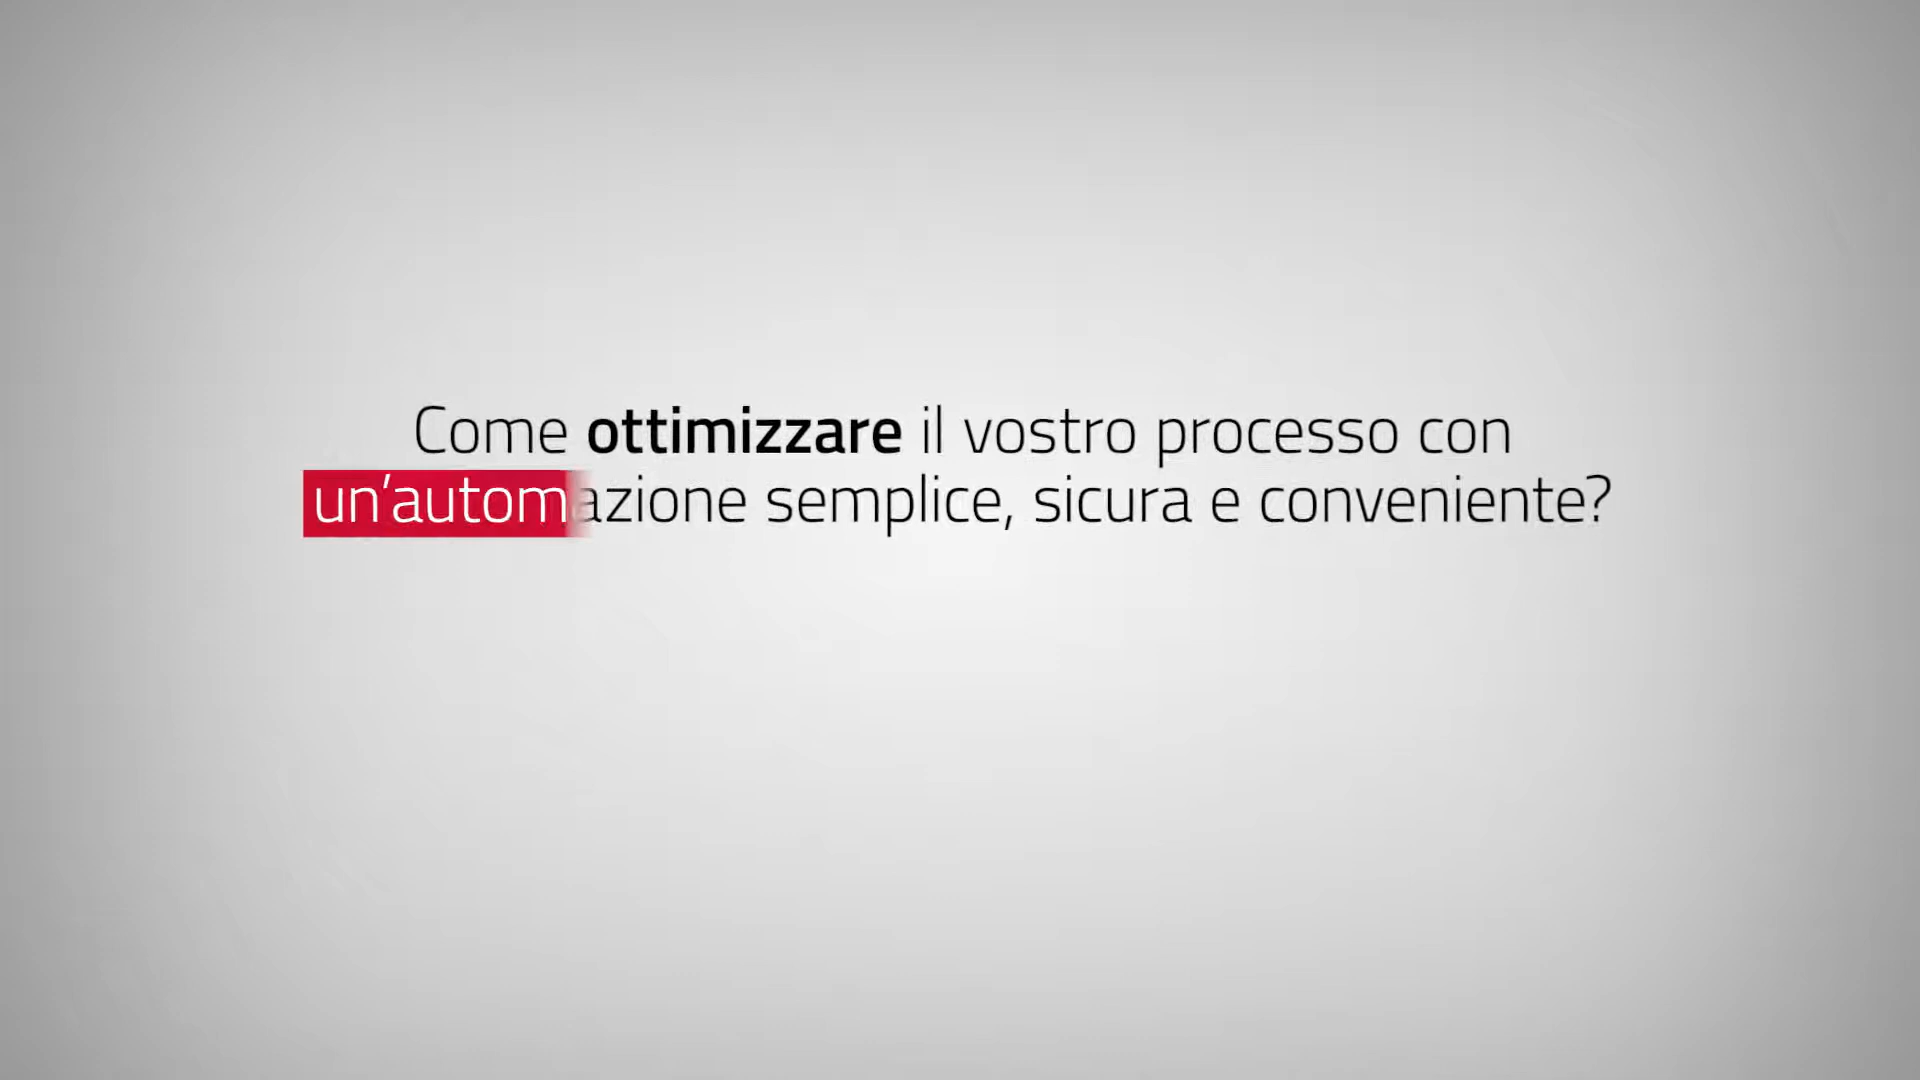 Come ottimizzare il vostro processo con
un’automazione semplice, sicura e conveniente?